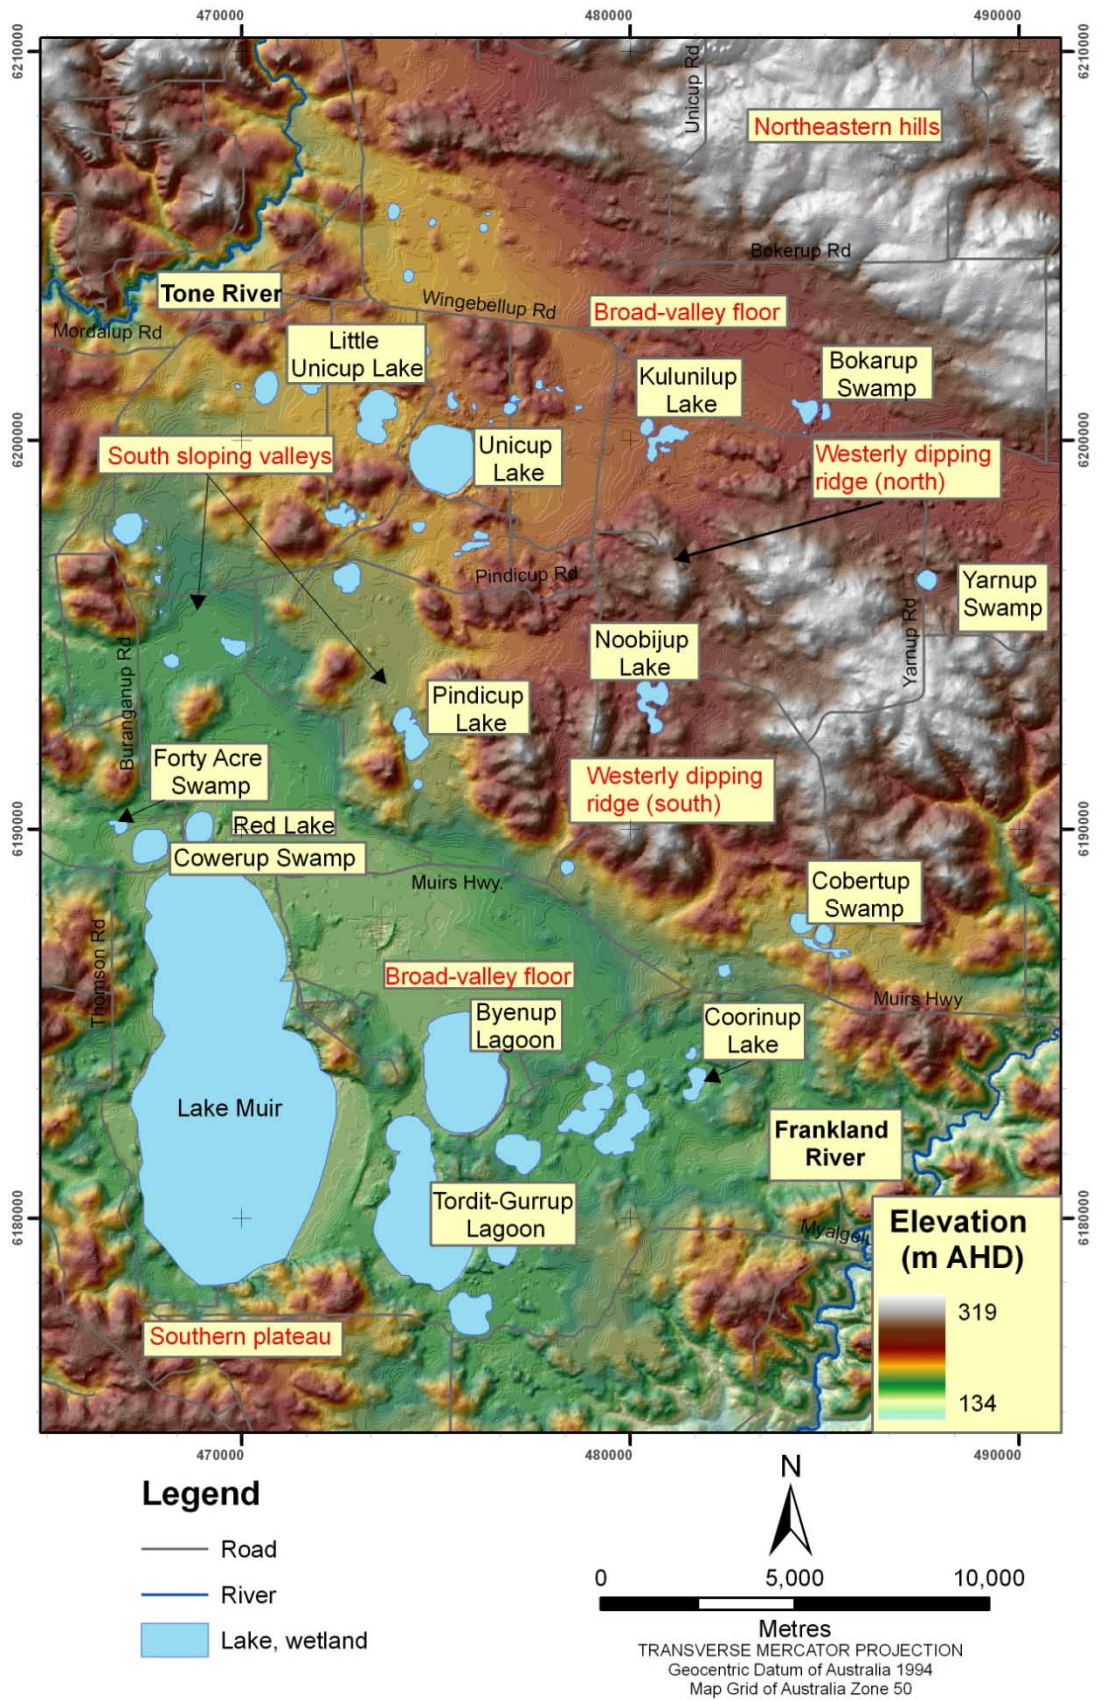 470000
480000
490000
6210000
6210000
Unicup Rd
Northeastern hills
Bokerup Rd
Tone River
Wingebellup Rd
Broad-valley floor
Mordalup Rd
Little
Unicup Lake
Bokarup
Swamp
Kulunilup
Lake
6200000
6200000
South sloping valleys
Unicup
Lake
Westerly dipping
ridge (north)
Pindicup Rd
Yarnup
Swamp
Yarnup Rd
Noobijup
Lake
Buranganup Rd
Pindicup
Lake
Forty Acre
Swamp
Westerly dipping
ridge (south)
6190000
6190000
Red Lake
Cowerup Swamp
Muirs Hwy.
Cobertup
Swamp
Thomson Rd
Broad-valley floor
Muirs Hwy
Byenup
Lagoon
Coorinup
Lake
Lake Muir
Frankland
River
6180000
6180000
Tordit-Gurrup
Lagoon
Myalgelu
Elevation
(m AHD)
319
134
Southern plateau
470000
480000
490000
Legend
Road
River
Lake, wetland
N
0
5,000
10,000
Metres
TRANSVERSE MERCATOR PROJECTION
Geocentric Datum of Australia 1994
Map Grid of Australia Zone 50